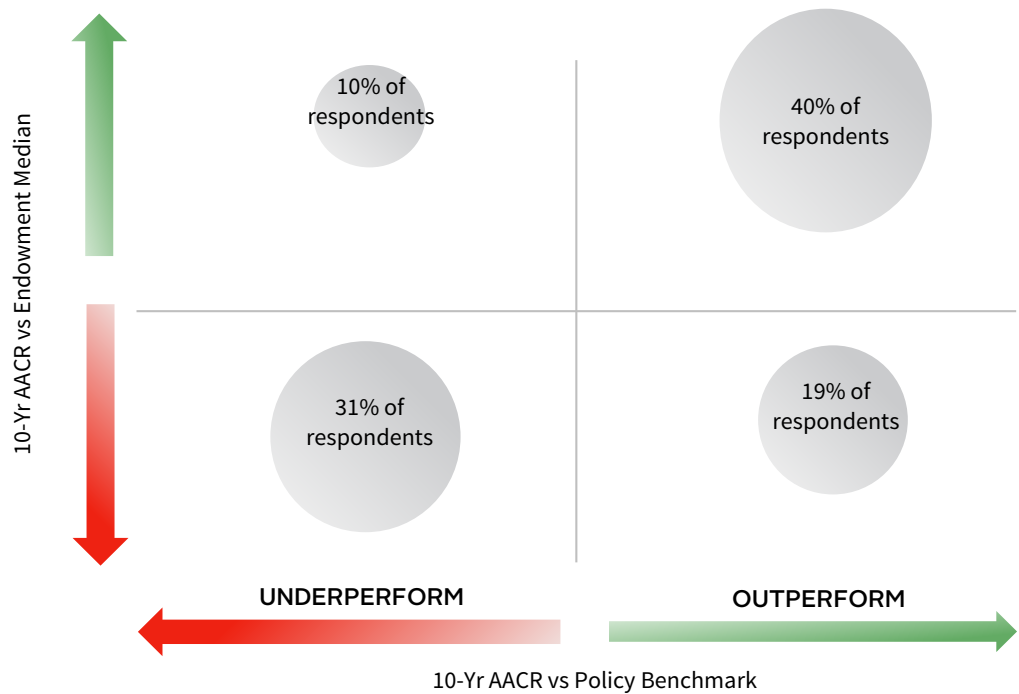 10% of
respondents
40% of
respondents
10-Yr AACR vs Endowment Median
31% of
respondents
19% of
respondents
UNDERPERFORM
OUTPERFORM
10-Yr AACR vs Policy Benchmark